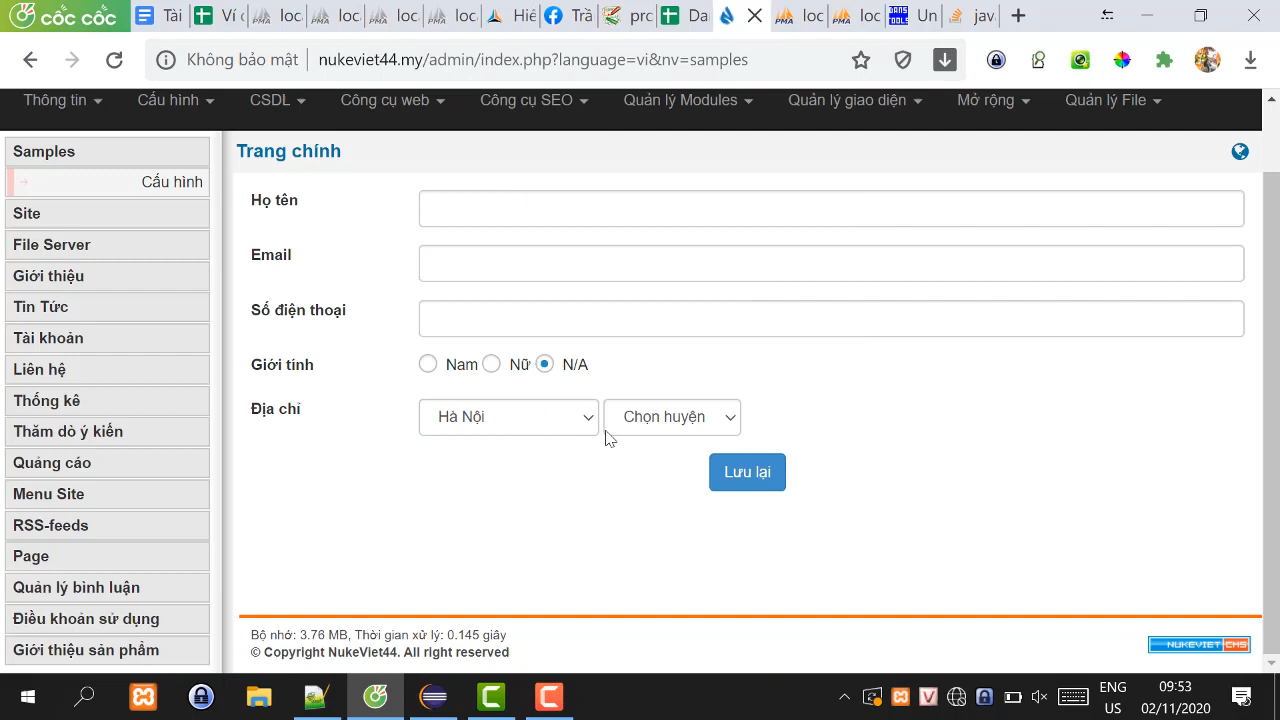 cốc cốc
Tài
Ví d
loc
loc
loc
loc
Hiê
Trầ
prc
Da
loc
Un
jav
Không bảo mật
nukeviet44.my/admin/index.php?language=vi&nv=samples
Thông tin
Cấu hình
CSDL
Công cụ web
Công cụ SEO
Quản lý Modules
Quản lý giao diện
Mở rộng
Quản lý File
Samples
Cấu hình
Site
File Server
Giới thiệu
Tin Tức
Tài khoản
Liên hệ
Thống kê
Thăm dò ý kiến
Quảng cáo
Menu Site
RSS-feeds
Page
Quản lý bình luận
Điều khoản sử dụng
Giới thiệu sản phẩm
Trang chính
Họ tên
Email
Số điện thoại
Giới tính
Nam
Nữ
N/A
Địa chỉ
Hà Nội
Chọn huyện
Lưu lại
Bộ nhớ: 3.76 MB, Thời gian xử lý: 0.145 giây
© Copyright NukeViet44. All right reserved
NUKEVIET CMS
ENG
US
09:53
02/11/2020